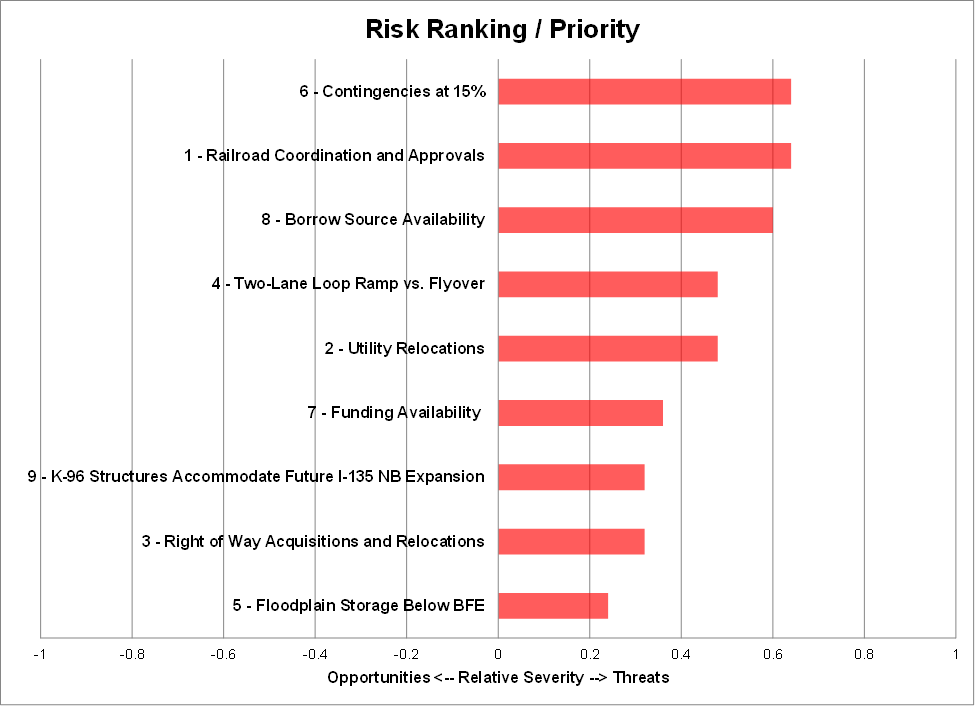 Risk Ranking / Priority
6 - Contingencies at 15%
1 - Railroad Coordination and Approvals
8 - Borrow Source Availability
4 - Two-Lane Loop Ramp vs. Flyover
2 - Utility Relocations
7 - Funding Availability
9 - K-96 Structures Accommodate Future I-135 NB Expansion
3 - Right of Way Acquisitions and Relocations
5 - Floodplain Storage Below BFE
-1 -0.8 -0.6 -0.4 -0.2 0 0.2 0.4 0.6 0.8 1
Opportunities <-- Relative Severity --> Threats